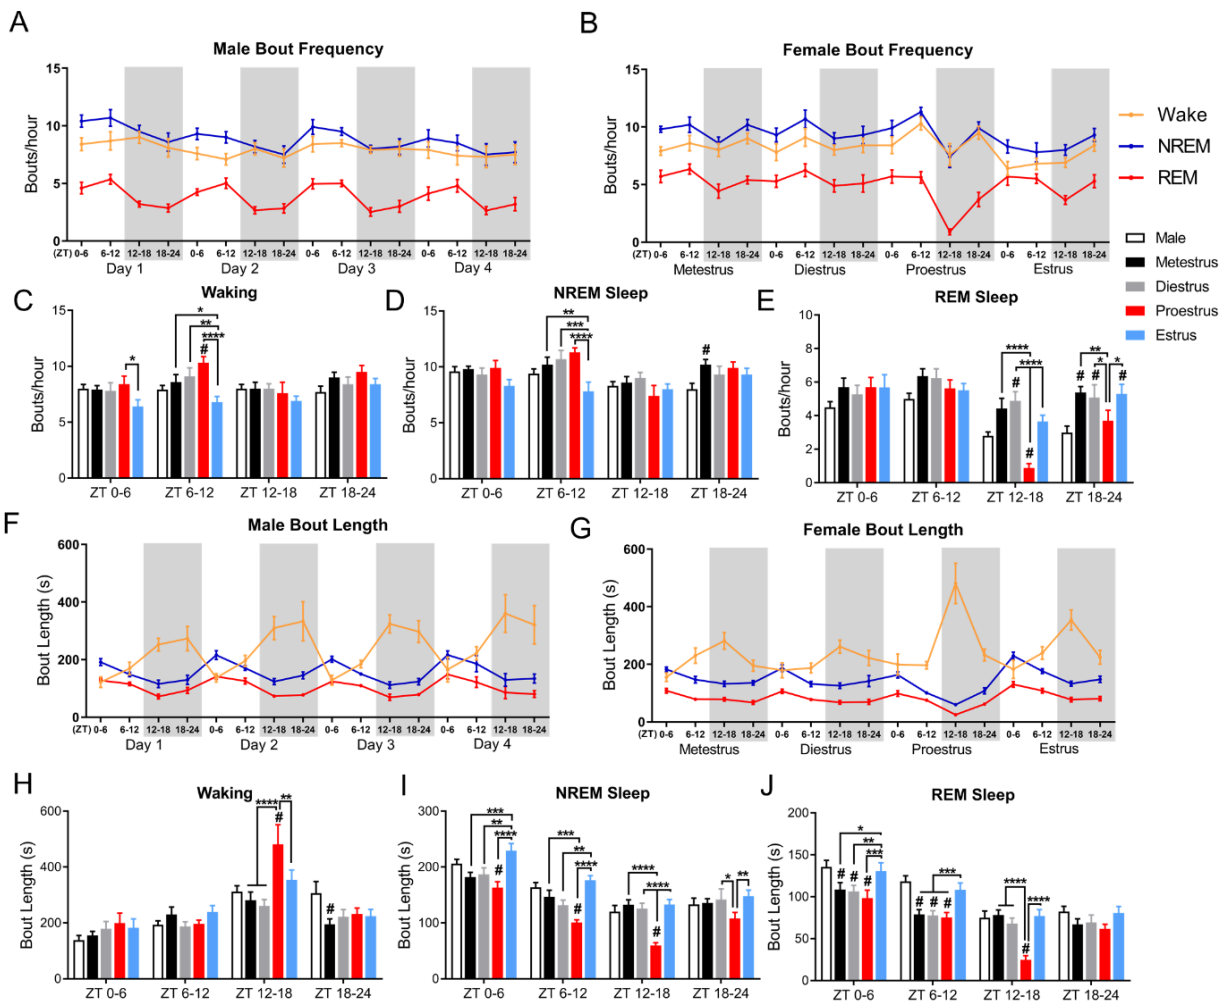 A
Male Bout Frequency
15
10
5
0
Bouts/hour
(ZT) 0-6 6-12 12-18 18-24 0-6 6-12 12-18 18-24 0-6 6-12 12-18 18-24 0-6 6-12 12-18 18-24
Day 1 Day 2 Day 3 Day 4
B
Female Bout Frequency
15
10
5
0
Bouts/hour
(ZT) 0-6 6-12 12-18 18-24 0-6 6-12 12-18 18-24 0-6 6-12 12-18 18-24 0-6 6-12 12-18 18-24
Metestrus Diestrus Proestrus Estrus
Wake
NREM
REM
Male
Metestrus
Diestrus
Proestrus
Estrus
C
Waking
15
10
5
0
Bouts/hour
* * ** **** #
ZT 0-6 ZT 6-12 ZT 12-18 ZT 18-24
D
NREM Sleep
15
10
5
0
Bouts/hour
** *** **** #
ZT 0-6 ZT 6-12 ZT 12-18 ZT 18-24
E
REM Sleep
10
8
6
4
2
0
Bouts/hour
**** **** # # ** * * # # #
ZT 0-6 ZT 6-12 ZT 12-18 ZT 18-24
F
Male Bout Length
600
400
200
0
Bout Length (s)
(ZT) 0-6 6-12 12-18 18-24 0-6 6-12 12-18 18-24 0-6 6-12 12-18 18-24 0-6 6-12 12-18 18-24
Day 1 Day 2 Day 3 Day 4
G
Female Bout Length
600
400
200
0
Bout Length (s)
(ZT) 0-6 6-12 12-18 18-24 0-6 6-12 12-18 18-24 0-6 6-12 12-18 18-24 0-6 6-12 12-18 18-24
Metestrus Diestrus Proestrus Estrus
H
Waking
600
400
200
0
Bout Length (s)
**** ** # #
ZT 0-6 ZT 6-12 ZT 12-18 ZT 18-24
I
NREM Sleep
300
200
100
0
Bout Length (s)
*** ** **** # *** ** **** # **** **** # * **
ZT 0-6 ZT 6-12 ZT 12-18 ZT 18-24
J
REM Sleep
200
150
100
50
0
Bout Length (s)
* ** *** # # # *** # # # **** **** #
ZT 0-6 ZT 6-12 ZT 12-18 ZT 18-24